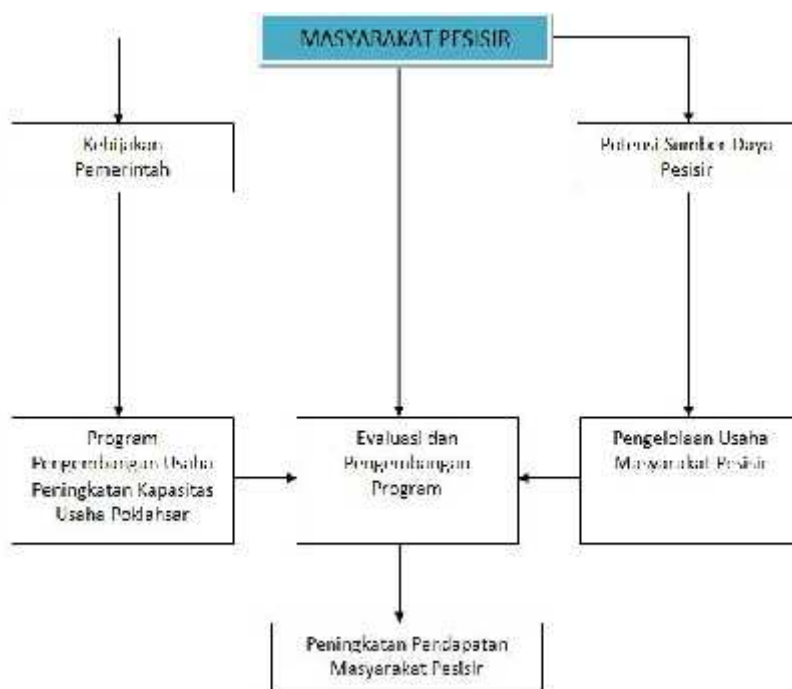 MASYARAKAT PESISIR
Kebijakan
Pemerintah
Potensi Sumber Daya
Pesisir
Program
Pengembangan Usaha
Peningkatan Kapasitas
Usaha Poklahsar
Evaluasi dan
Pengembangan
Program
Pengelolaan Usaha
Masyarakat Pesisir
Peningkatan Pendapatan
Masyarakat Pesisir